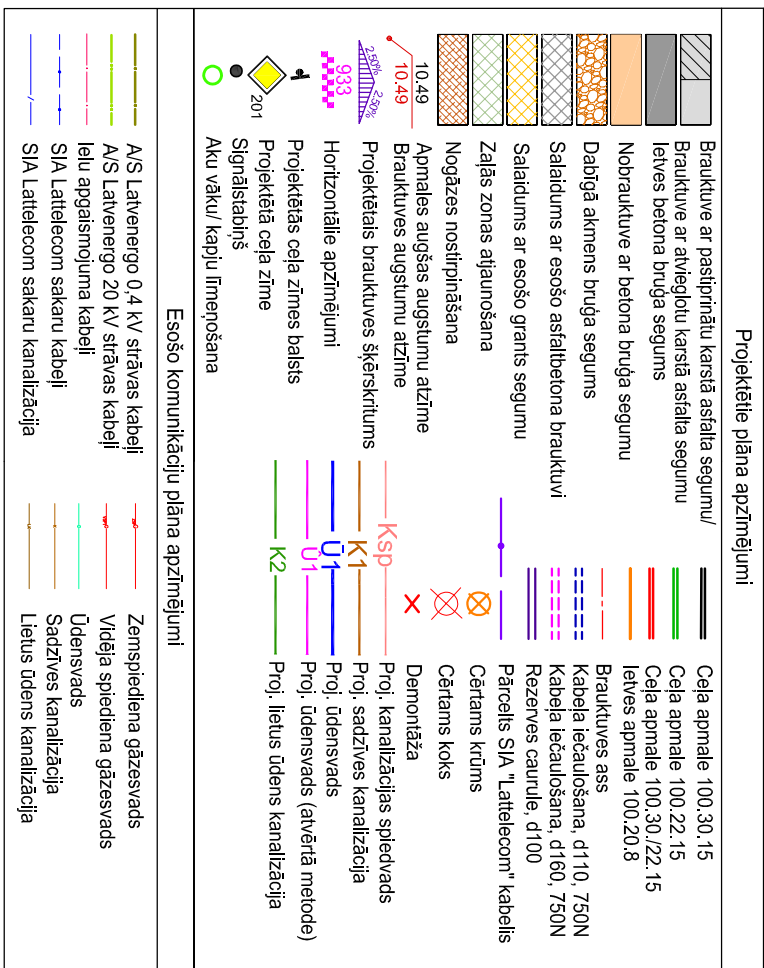 Projektētie plāna apzīmējumi
Brauktuve ar pastiprinātu karstā asfalta segumu/
Brauktuve ar atvieglotu karstā asfalta segumu
Ietves betona bruģa segums
Nobrauktuve ar betona bruģa segumu
Dabīgā akmens bruģa segums
Salaidums ar esošo asfaltbetona brauktuvi
Salaidums ar esošo grants segumu
Zaļās zonas atjaunošana
Nogāzes nostirpināšana
10.49
10.49
Apmales augšas augstumu atzīme
Brauktuves augstumu atzīme
2.50% 2.50%
Projektētais brauktuves šķērskritums
933
Horizontālie apzīmējumi
Projektētās ceļa zīmes balsts
201
Projektētā ceļa zīme
Signālstabiņš
Aku vāku/ kapju līmeņošana
Ceļa apmale 100.30.15
Ceļa apmale 100.22.15
Ceļa apmale 100.30./22.15
Ietves apmale 100.20.8
Brauktuves ass
Kabeļa iečaulošana, d110, 750N
Kabeļa iečaulošana, d160, 750N
Rezerves caurule, d100
Pārcelts SIA "Lattelecom" kabelis
Cērtams krūms
Cērtams koks
Demontāža
Ksp Proj. kanalizācijas spiedvads
K1 Proj. sadzīves kanalizācija
Ū1 Proj. ūdensvads
Ū1 Proj. ūdensvads (atvērtā metode)
K2 Proj. lietus ūdens kanalizācija
Esošo komunikāciju plāna apzīmējumi
A/S Latvenergo 0,4 kV strāvas kabeļi
A/S Latvenergo 20 kV strāvas kabeļi
Ielu apgaismojuma kabeļi
SIA Lattelecom sakaru kabeļi
SIA Lattelecom sakaru kanalizācija
Zemspiediena gāzesvads
Vidēja spiediena gāzesvads
Ūdensvads
Sadzīves kanalizācija
Lietus ūdens kanalizācija